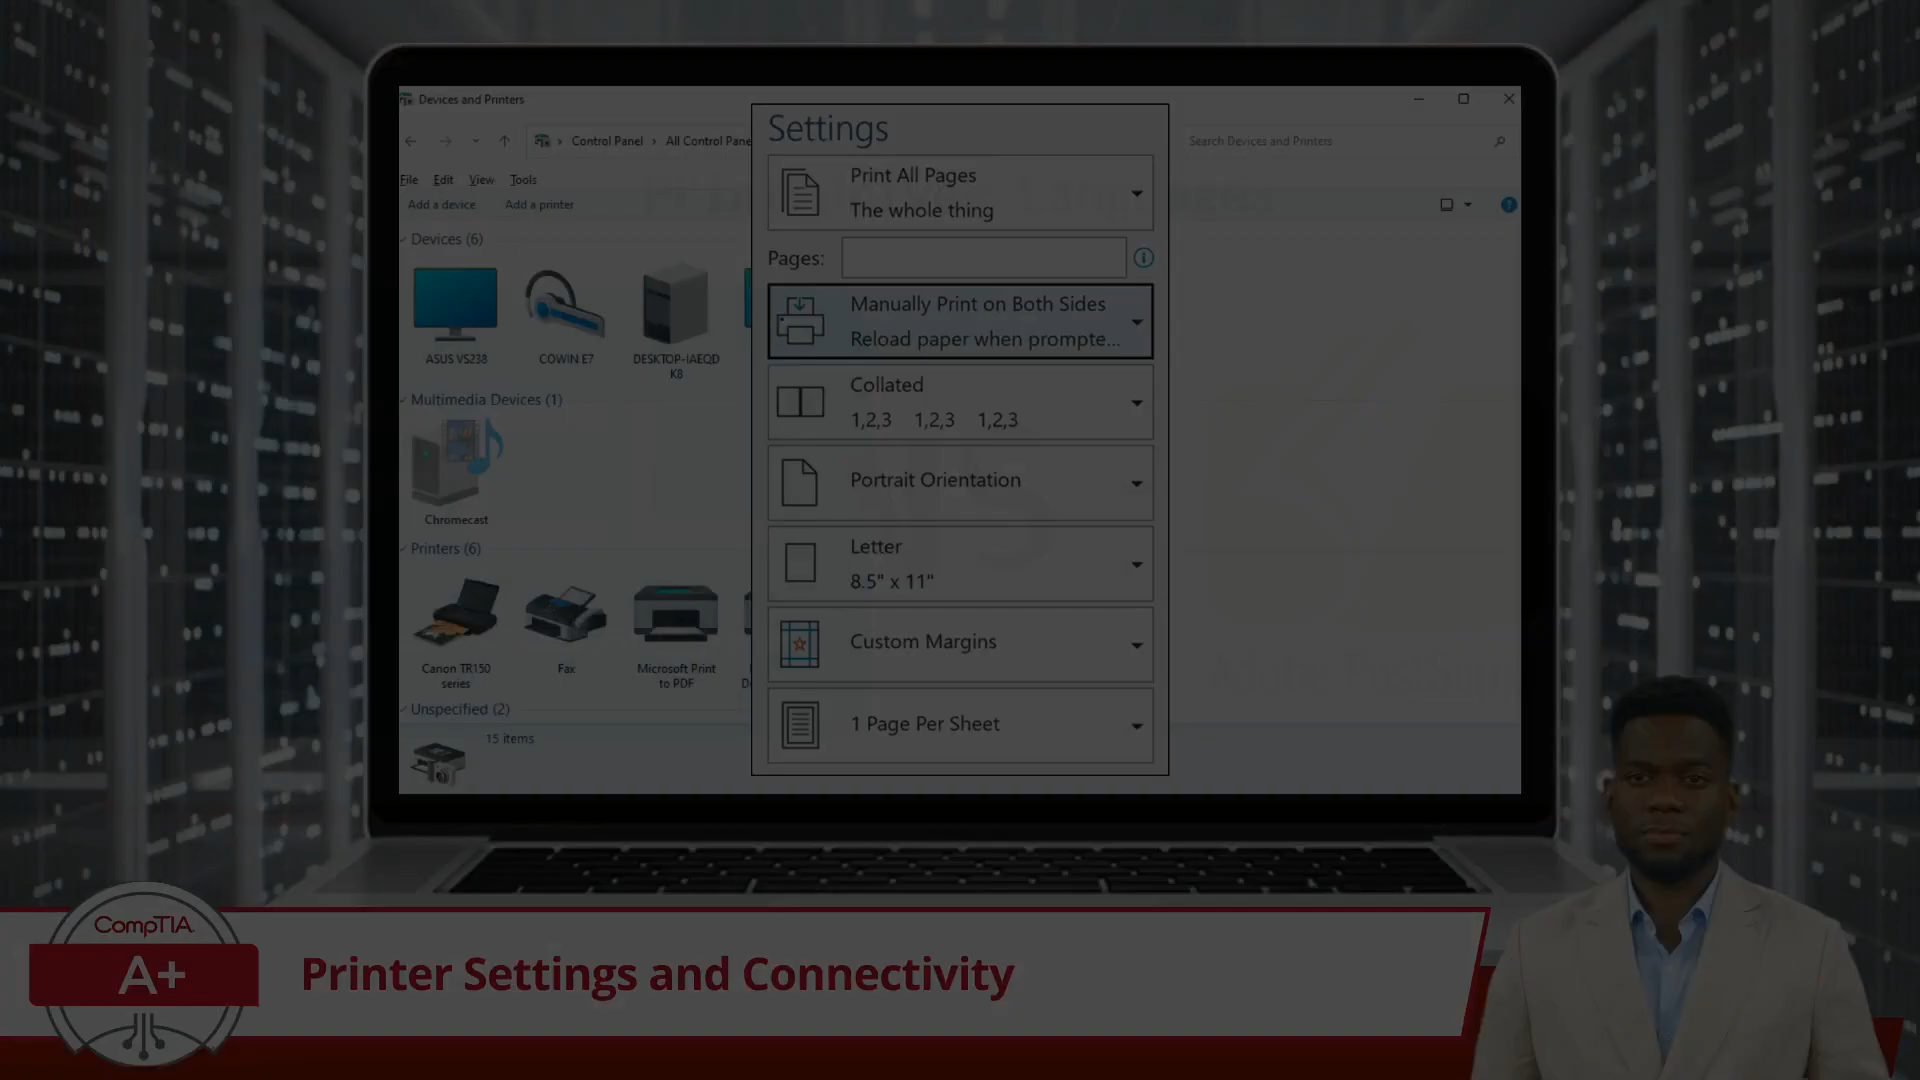 Devices and Printers
Control Panel
All Control Pane
Search Devices and Printers
File Edit View Tools
Add a device Add a printer
Devices (6)
ASUS VS238
COWIN E7
DESKTOP-IAEQD
K8
Multimedia Devices (1)
Chromecast
Printers (6)
Canon TR150
series
Fax
Microsoft Print
to PDF
Unspecified (2)
15 items
Settings
Print All Pages
The whole thing
Pages:
Manually Print on Both Sides
Reload paper when prompte...
Collated
1,2,3 1,2,3 1,2,3
Portrait Orientation
Letter
8.5" x 11"
Custom Margins
1 Page Per Sheet
CompTIA
A+
Printer Settings and Connectivity